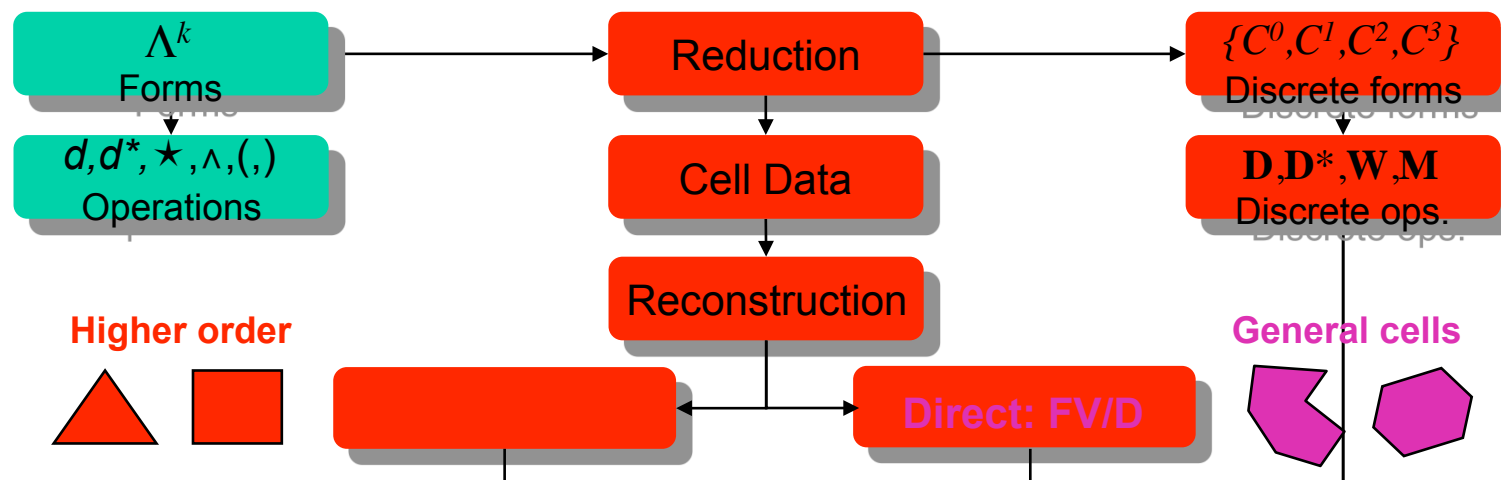 Λ^k
Forms
Reduction
{C^0,C^1,C^2,C^3}
Discrete forms
d,d*,★,∧,(,)
Operations
Cell Data
D,D*,W,M
Discrete ops.
Reconstruction
Higher order
General cells
Direct: FV/D